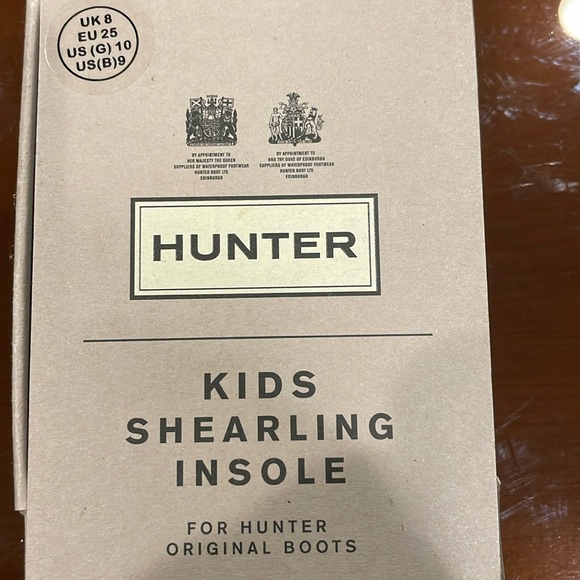 UK 8
EU 25
US (G) 10
US(B)9
BY APPOINTMENT TO
HER MAJESTY THE QUEEN
SUPPLIERS OF WATERPROOF FOOTWEAR
HUNTER BOOT LTD
EDINBURGH
BY APPOINTMENT TO
HRH THE DUKE OF EDINBURGH
SUPPLIERS OF WATERPROOF FOOTWEAR
HUNTER BOOT LTD
EDINBURGH
HUNTER
KIDS
SHEARLING
INSOLE
FOR HUNTER
ORIGINAL BOOTS